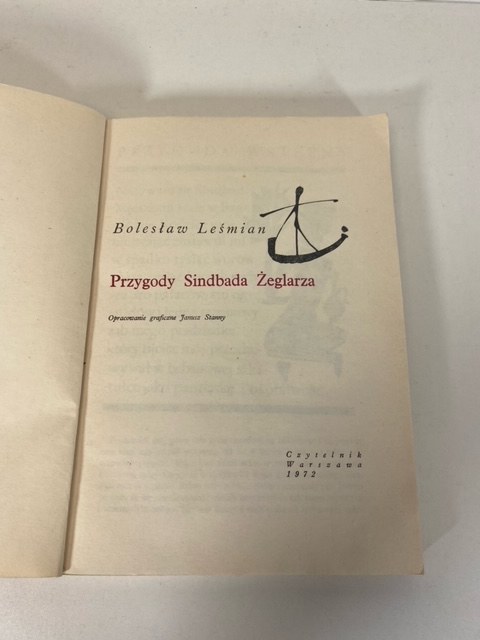 Bolesław Leśmian
Przygody Sindbada Żeglarza
Opracowanie graficzne Janusz Stanny
Czytelnik
Warszawa
1972